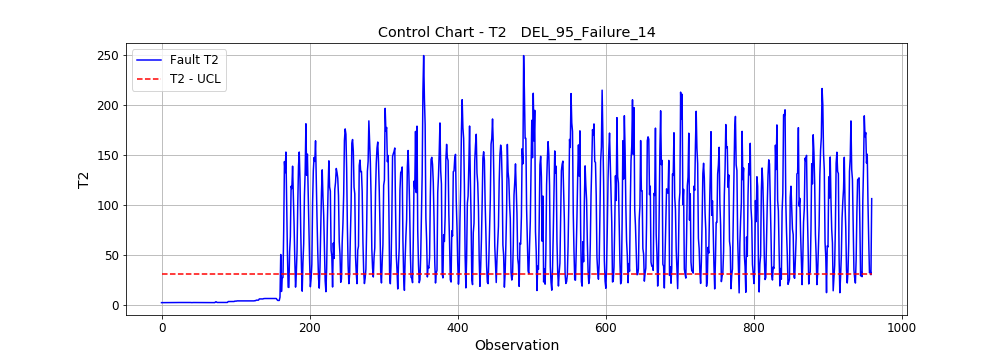 Control Chart - T2 DEL_95_Failure_14
Fault T2
T2 - UCL
250
200
150
100
50
0
T2
0 200 400 600 800 1000
Observation